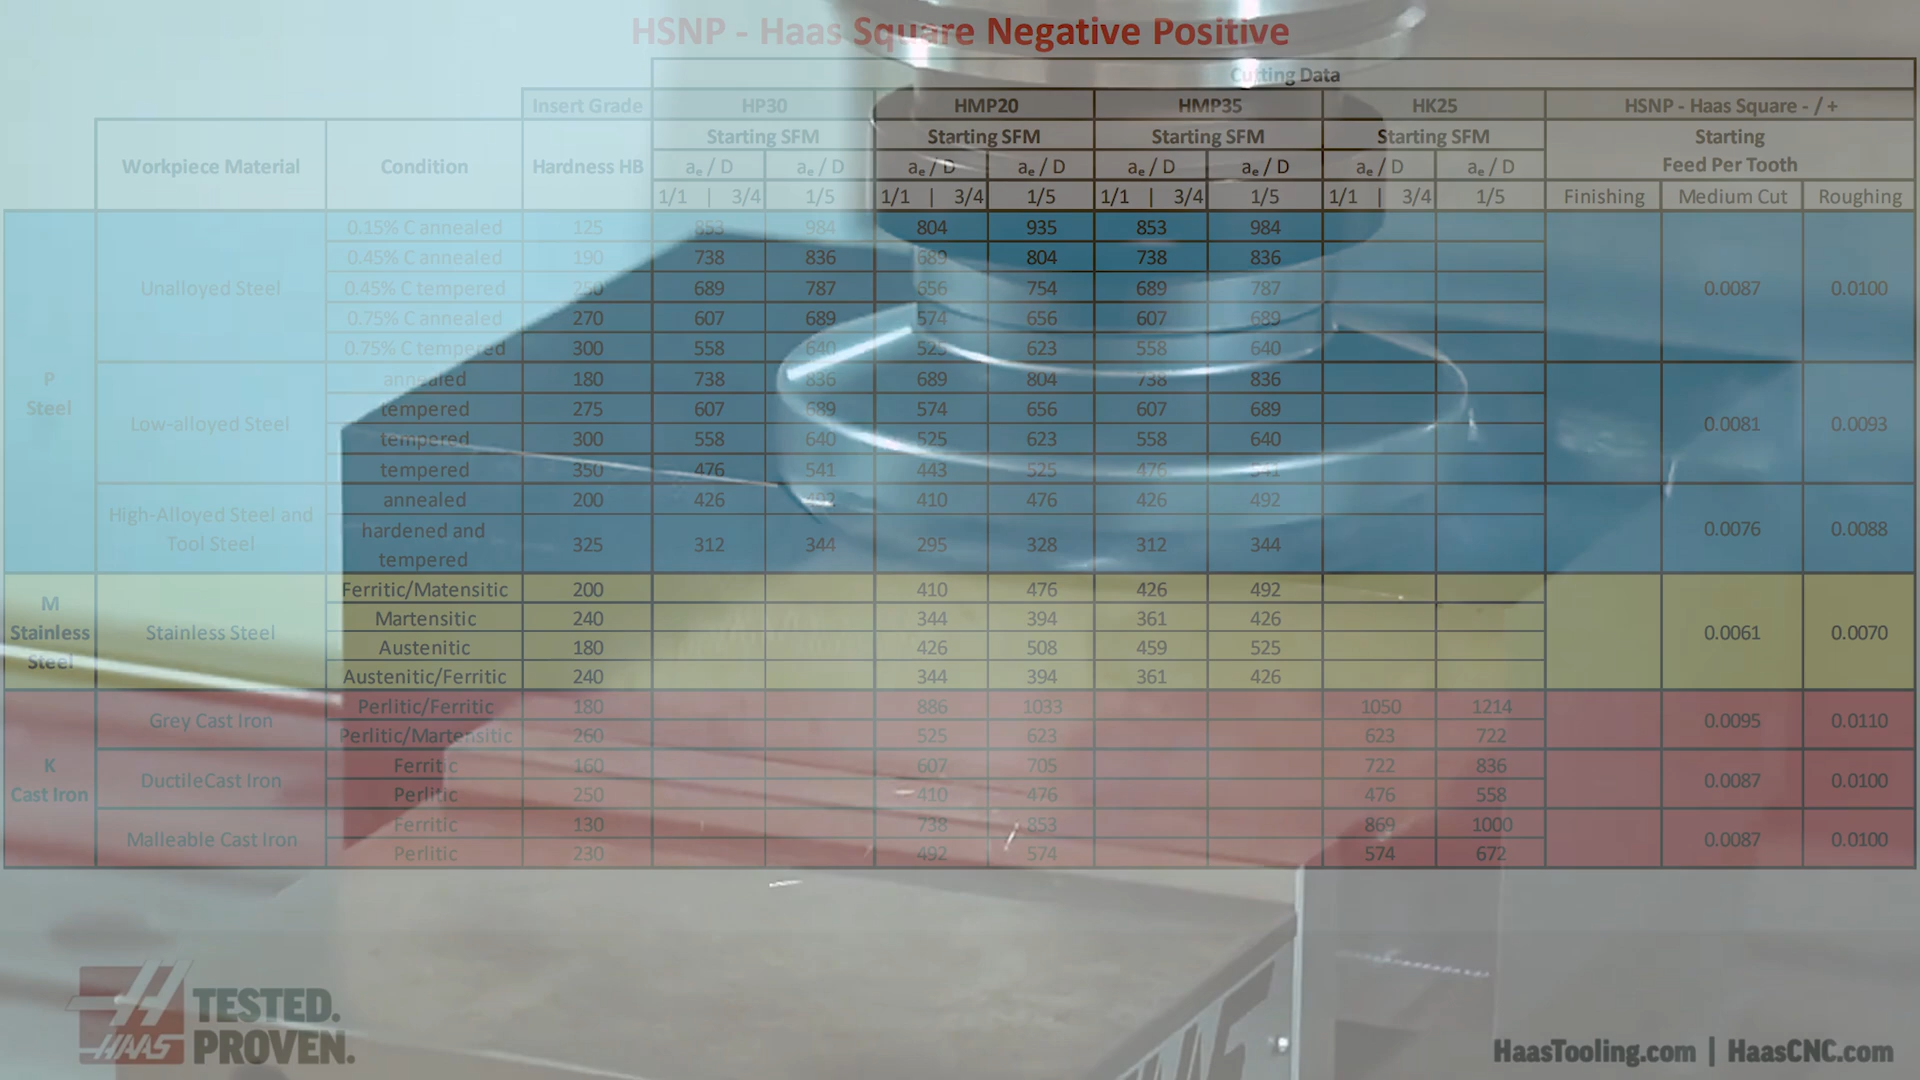 HSNP - Haas Square Negative Positive
Cutting Data
Insert Grade HP30 HMP20 HMP35 HK25 HSNP - Haas Square - / +
Workpiece Material Condition Hardness HB Starting SFM Starting SFM Starting SFM Starting SFM Starting
Feed Per Tooth
ae / D ae / D ae / D ae / D ae / D ae / D ae / D ae / D
1/1 | 3/4 1/5 1/1 | 3/4 1/5 1/1 | 3/4 1/5 1/1 | 3/4 1/5 Finishing Medium Cut Roughing
P
Steel
Unalloyed Steel
0.15% C annealed 125 853 984 804 935 853 984
0.45% C annealed 190 738 836 689 804 738 836
0.45% C tempered 250 689 787 656 754 689 787 0.0087 0.0100
0.75% C annealed 270 607 689 574 656 607 689
0.75% C tempered 300 558 640 525 623 558 640
Low-alloyed Steel
annealed 180 738 836 689 804 738 836
tempered 275 607 689 574 656 607 689 0.0081 0.0093
tempered 300 558 640 525 623 558 640
tempered 350 476 541 443 525 476 541
High-Alloyed Steel and
Tool Steel
annealed 200 426 492 410 476 426 492 0.0076 0.0088
hardened and
tempered 325 312 344 295 328 312 344
M
Stainless
Steel
Stainless Steel
Ferritic/Matensitic 200 410 476 426 492
Martensitic 240 344 394 361 426 0.0061 0.0070
Austenitic 180 426 508 459 525
Austenitic/Ferritic 240 344 394 361 426
K
Cast Iron
Grey Cast Iron
Perlitic/Ferritic 180 886 1033 1050 1214 0.0095 0.0110
Perlitic/Martensitic 260 525 623 623 722
DuctileCast Iron
Ferritic 160 607 705 722 836 0.0087 0.0100
Perlitic 250 410 476 476 558
Malleable Cast Iron
Ferritic 130 738 853 869 1000 0.0087 0.0100
Perlitic 230 492 574 574 672
HAAS
TESTED.
PROVEN.
HaasTooling.com | HaasCNC.com